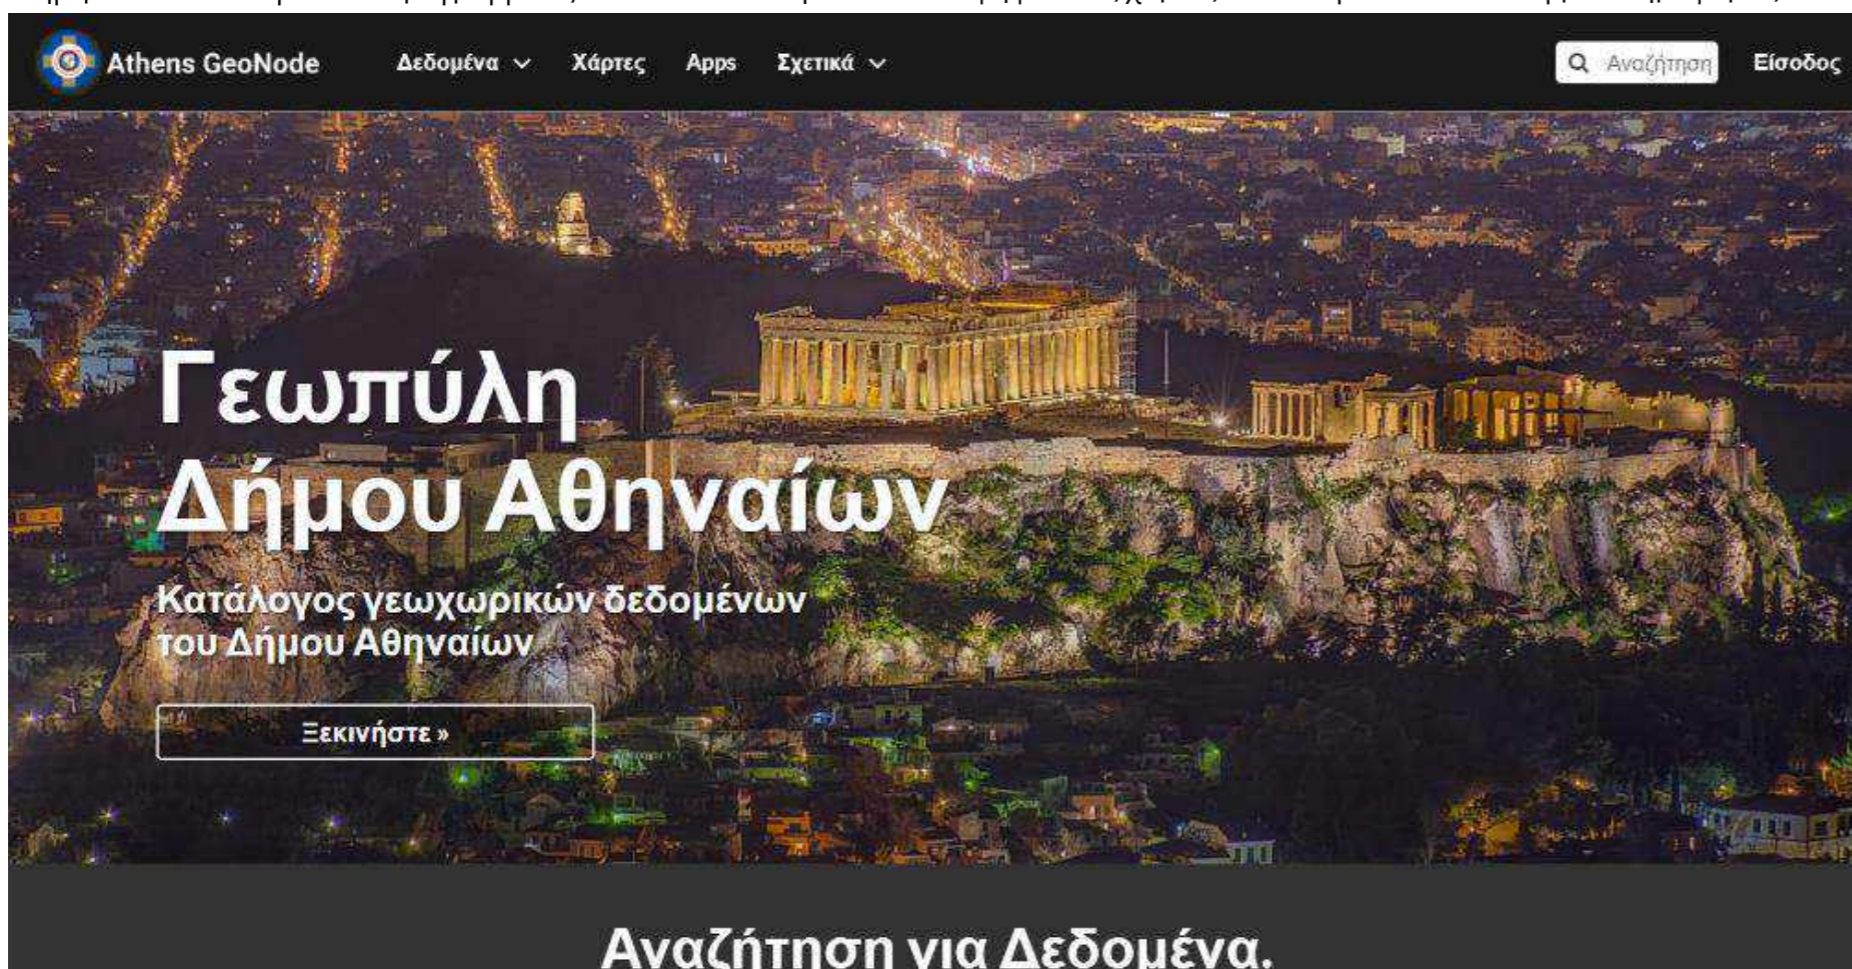 Athens GeoNode Δεδομένα Χάρτες Apps Σχετικά Αναζήτηση Είσοδος
Γεωπύλη
Δήμου Αθηναίων
Κατάλογος γεωχωρικών δεδομένων
του Δήμου Αθηναίων
Ξεκινήστε »
Αναζήτηση για Δεδομένα.